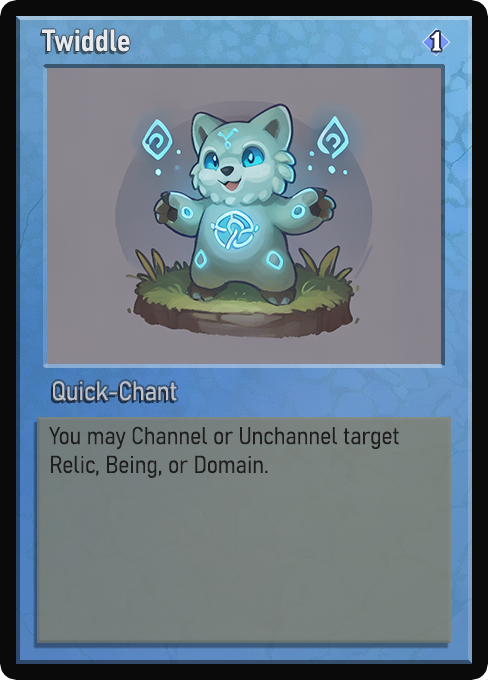 Twiddle
1
Quick-Chant
You may Channel or Unchannel target
Relic, Being, or Domain.